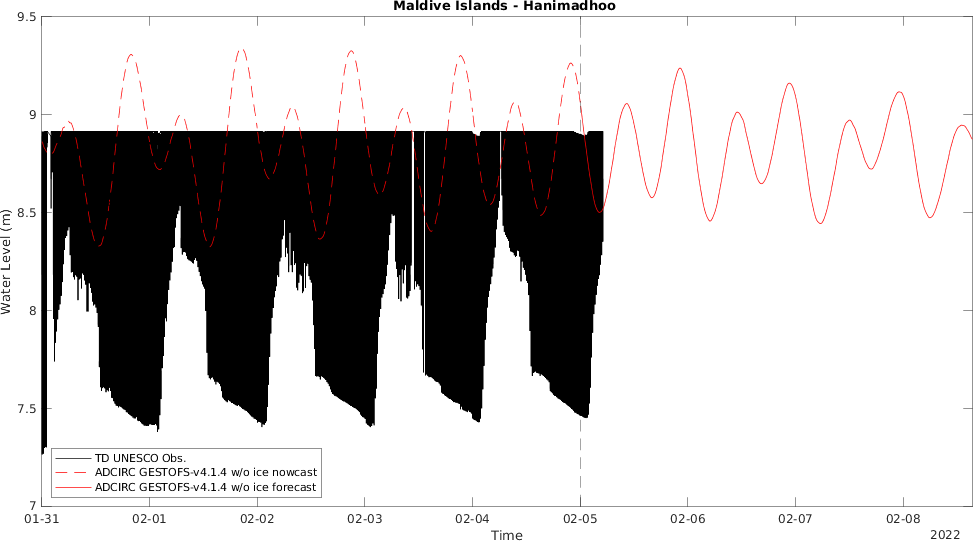 Maldive Islands - Hanimadhoo
9.5
9
8.5
8
7.5
7
Water Level (m)
TD UNESCO Obs.
ADCIRC GESTOFS-v4.1.4 w/o ice nowcast
ADCIRC GESTOFS-v4.1.4 w/o ice forecast
01-31 02-01 02-02 02-03 02-04 02-05 02-06 02-07 02-08
Time
2022